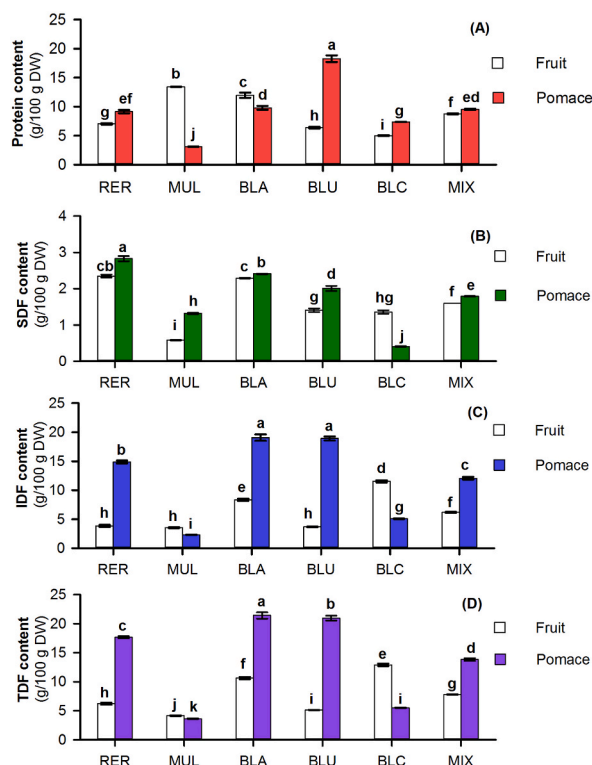 (A)
Protein content
(g/100 g DW)
25
20
15
10
5
0
g ef b j c d h a i g f ed
RER MUL BLA BLU BLC MIX
Fruit
Pomace
(B)
SDF content
(g/100 g DW)
4
3
2
1
0
cb a i h c b g d hg j f e
RER MUL BLA BLU BLC MIX
Fruit
Pomace
(C)
IDF content
(g/100 g DW)
25
20
15
10
5
0
h b h i e a h a d g f c
RER MUL BLA BLU BLC MIX
Fruit
Pomace
(D)
TDF content
(g/100 g DW)
25
20
15
10
5
0
h c j k f a i b e i g d
RER MUL BLA BLU BLC MIX
Fruit
Pomace